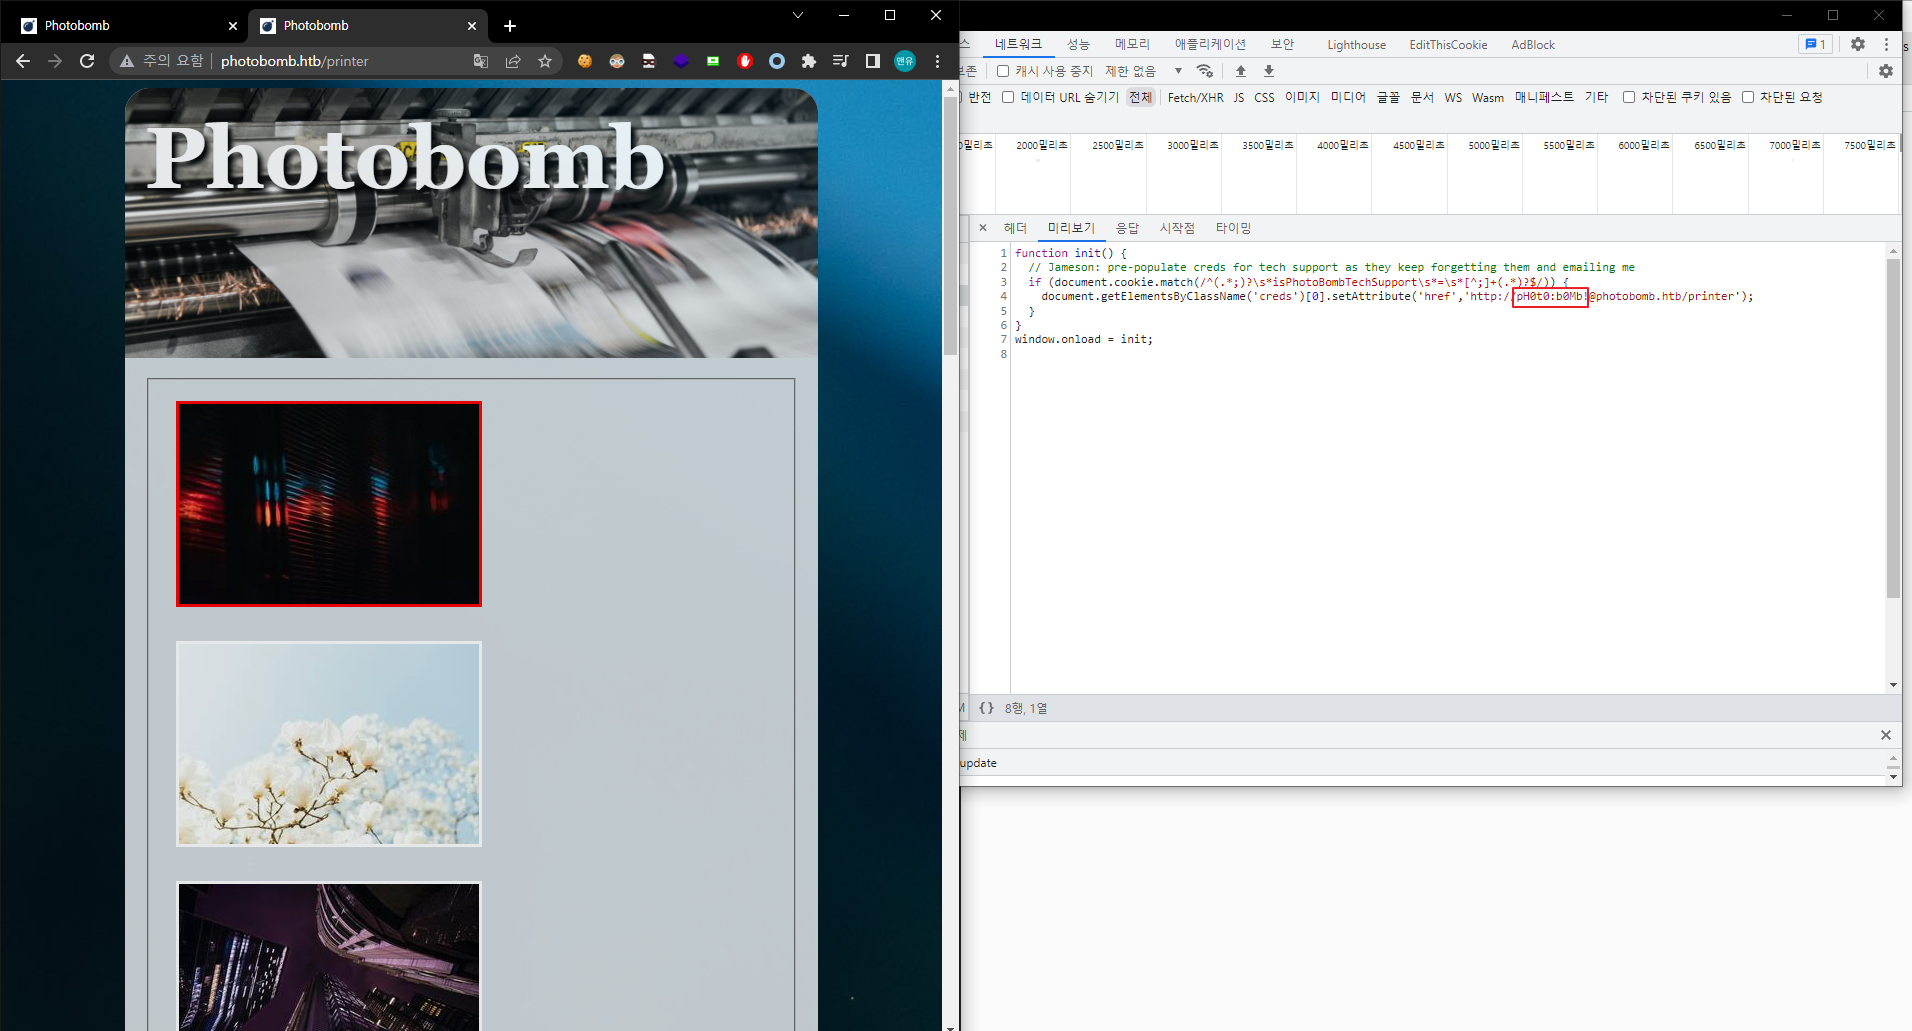 Photobomb
Photobomb
주의 요함
photobomb.htb/printer
맨유
Photobomb
스
네트워크
성능
메모리
애플리케이션
보안
Lighthouse
EditThisCookie
AdBlock
1
보존
캐시 사용 중지
제한 없음
반전
데이터 URL 숨기기
전체
Fetch/XHR
JS
CSS
이미지
미디어
글꼴
문서
WS
Wasm
매니페스트
기타
차단된 쿠키 있음
차단된 요청
0밀리초
2000밀리초
2500밀리초
3000밀리초
3500밀리초
4000밀리초
4500밀리초
5000밀리초
5500밀리초
6000밀리초
6500밀리초
7000밀리초
7500밀리초
헤더
미리보기
응답
시작점
타이밍
1 function init() {
2 // Jameson: pre-populate creds for tech support as they keep forgetting them and emailing me
3 if (document.cookie.match(/^(.*;)?\s*isPhotoBombTechSupport\s*=\s*[^;]+(.*)?$/)) {
4 document.getElementsByClassName('creds')[0].setAttribute('href','http://pH0t0:b0Mb!@photobomb.htb/printer');
5 }
6 }
7 window.onload = init;
8
{} 8행, 1열
update